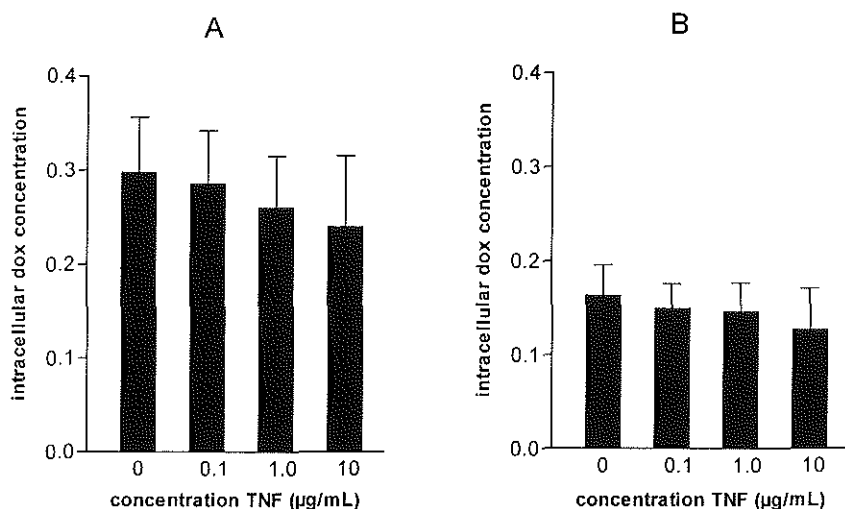 A
intracellular dox concentration
0.4
0.3
0.2
0.1
0.0
0 0.1 1.0 10
concentration TNF (µg/mL)
B
intracellular dox concentration
0.4
0.3
0.2
0.1
0.0
0 0.1 1.0 10
concentration TNF (µg/mL)